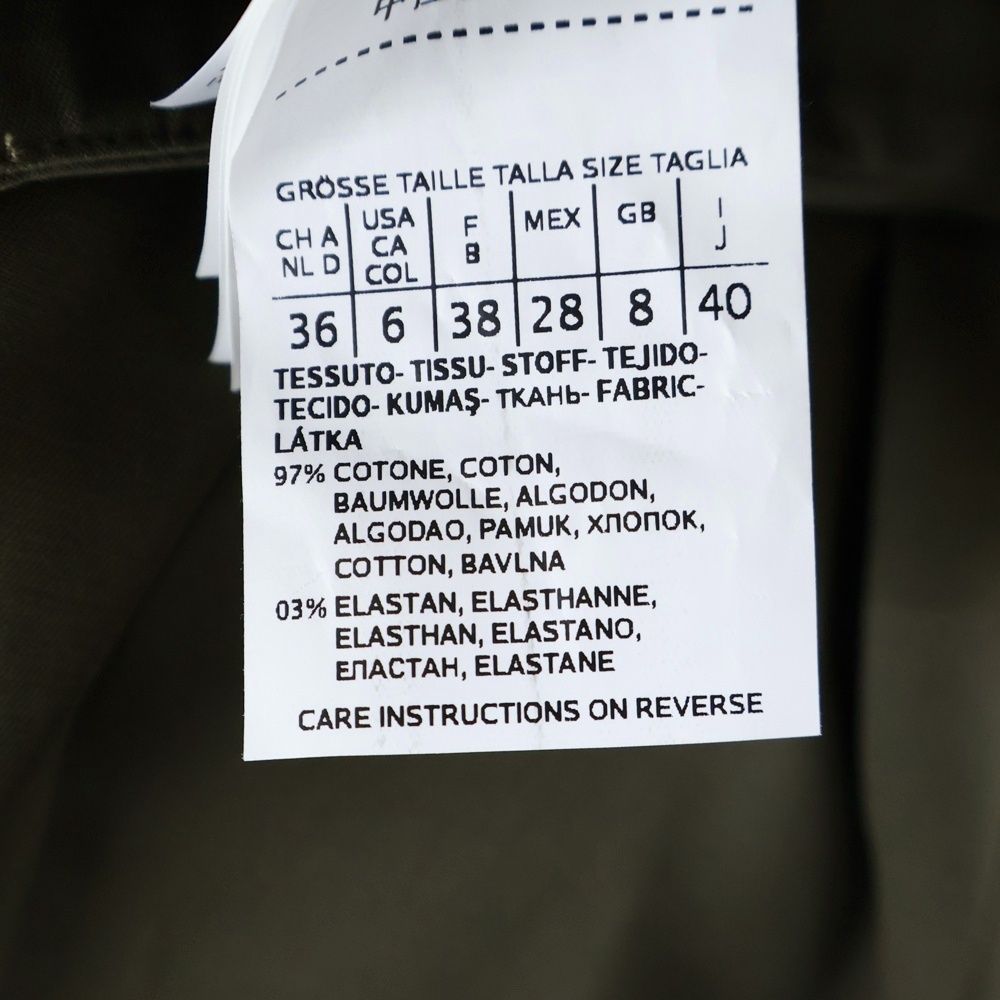 GRÖSSE TAILLE TALLA SIZE TAGLIA
CH A NL D | USA CA COL | F B | MEX | GB | I J
36 | 6 | 38 | 28 | 8 | 40
TESSUTO- TISSU- STOFF- TEJIDO-
TECIDO- KUMAŞ- ТКАНЬ- FABRIC-
LÁTKA
97% COTONE, COTON,
BAUMWOLLE, ALGODON,
ALGODAO, PAMUK, ХЛОПОК,
COTTON, BAVLNA
03% ELASTAN, ELASTHANNE,
ELASTHAN, ELASTANO,
ЕЛАСТАН, ELASTANE
CARE INSTRUCTIONS ON REVERSE